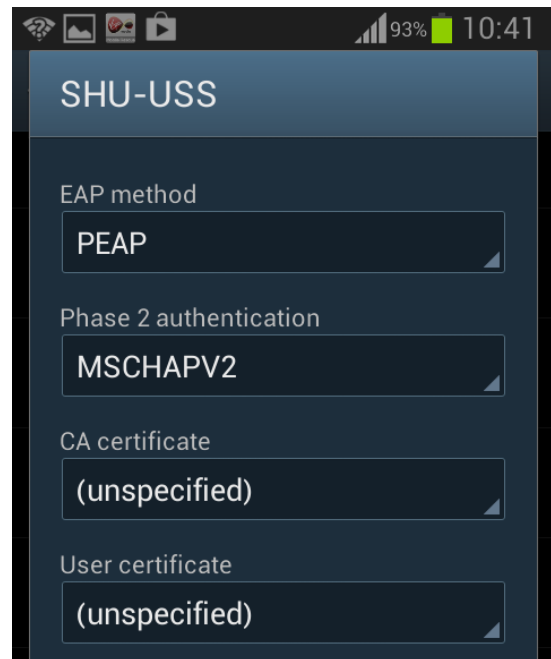 93% 10:41
SHU-USS
EAP method
PEAP
Phase 2 authentication
MSCHAPV2
CA certificate
(unspecified)
User certificate
(unspecified)